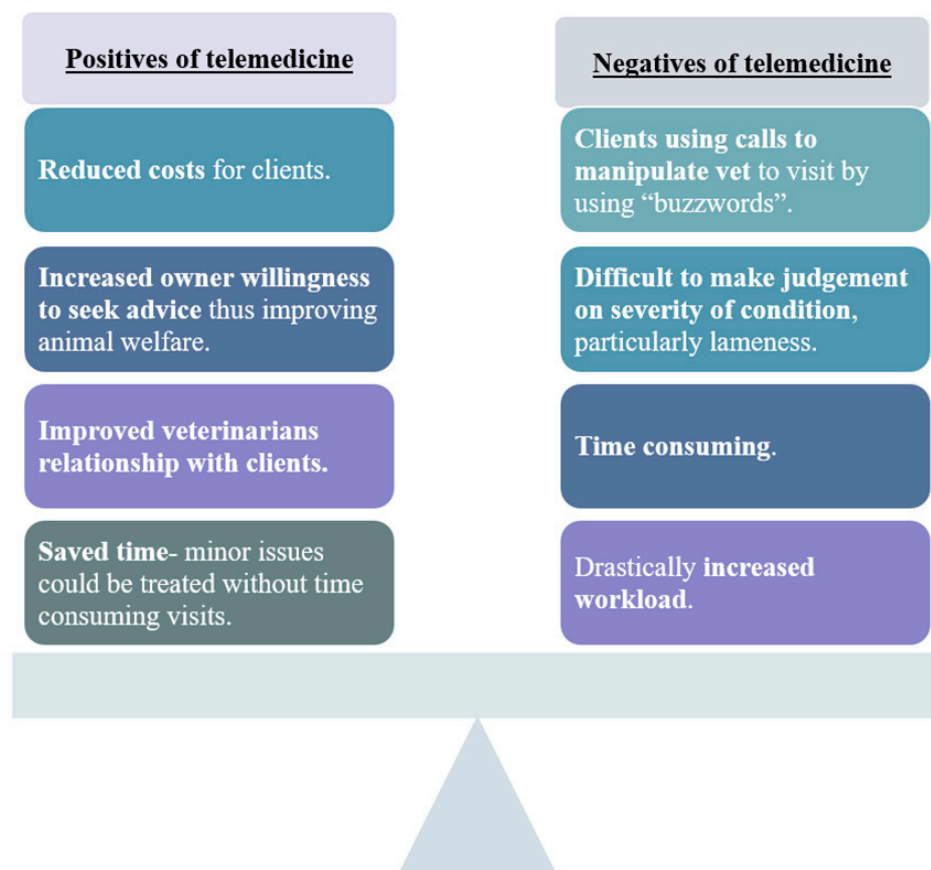 Positives of telemedicine
Reduced costs for clients.
Increased owner willingness
to seek advice thus improving
animal welfare.
Improved veterinarians
relationship with clients.
Saved time- minor issues
could be treated without time
consuming visits.
Negatives of telemedicine
Clients using calls to
manipulate vet to visit by
using “buzzwords”.
Difficult to make judgement
on severity of condition,
particularly lameness.
Time consuming.
Drastically increased
workload.